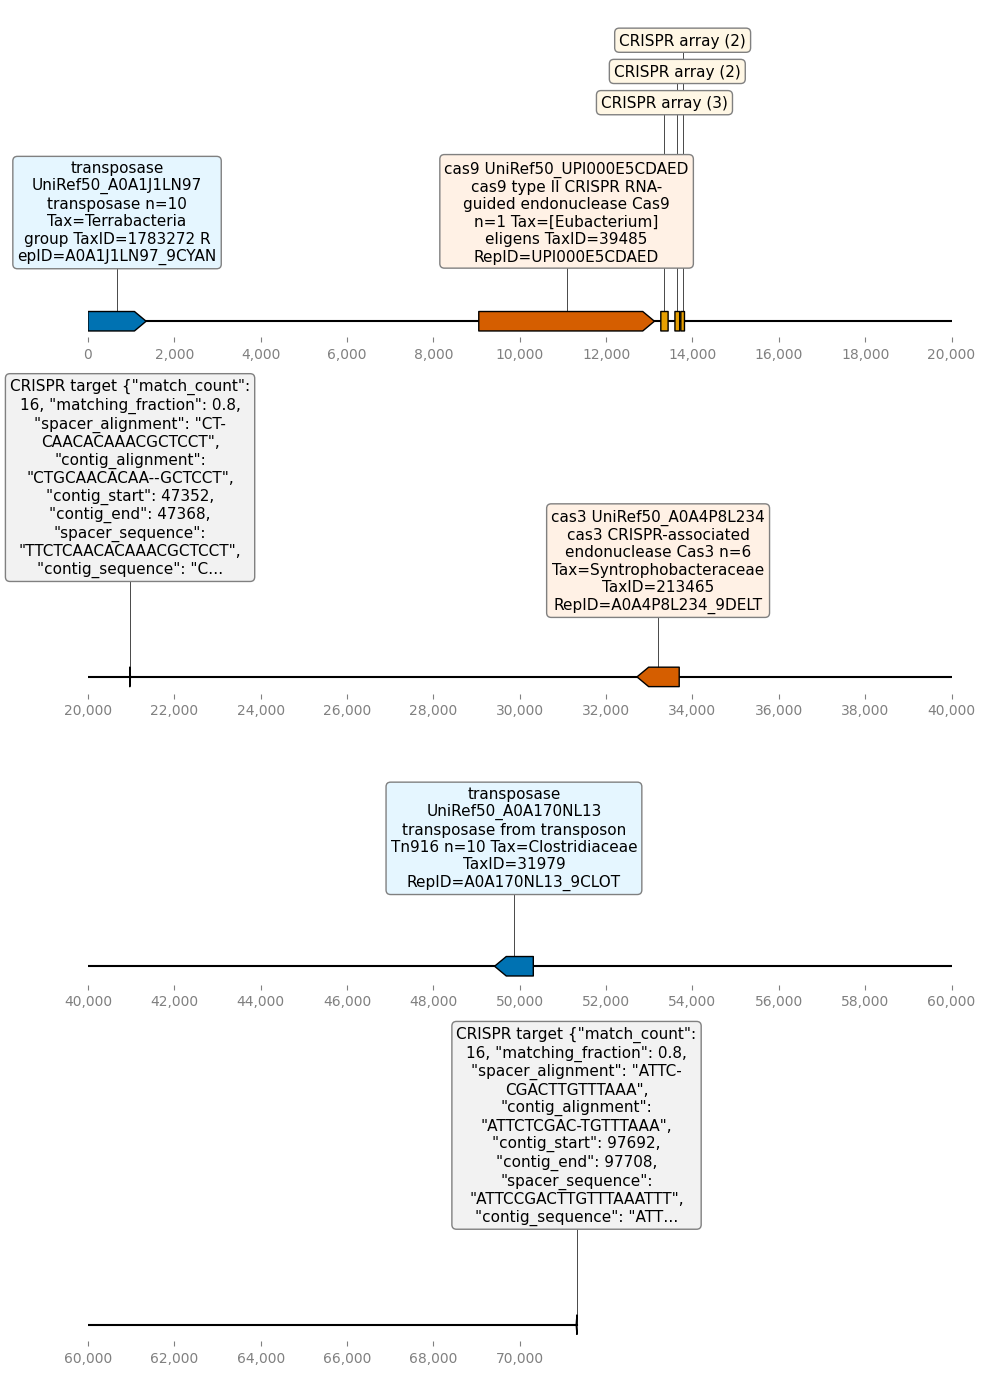 CRISPR array (2)
CRISPR array (2)
CRISPR array (3)
transposase
UniRef50_A0A1J1LN97
transposase n=10
Tax=Terrabacteria
group TaxID=1783272 R
epID=A0A1J1LN97_9CYAN
cas9 UniRef50_UPI000E5CDAED
cas9 type II CRISPR RNA-
guided endonuclease Cas9
n=1 Tax=[Eubacterium]
eligens TaxID=39485
RepID=UPI000E5CDAED
0 2,000 4,000 6,000 8,000 10,000 12,000 14,000 16,000 18,000 20,000
CRISPR target {"match_count":
16, "matching_fraction": 0.8,
"spacer_alignment": "CT-
CAACACAAACGCTCCT",
"contig_alignment":
"CTGCAACACAA--GCTCCT",
"contig_start": 47352,
"contig_end": 47368,
"spacer_sequence":
"TTCTCAACACAAACGCTCCT",
"contig_sequence": "C...
cas3 UniRef50_A0A4P8L234
cas3 CRISPR-associated
endonuclease Cas3 n=6
Tax=Syntrophobacteraceae
TaxID=213465
RepID=A0A4P8L234_9DELT
20,000 22,000 24,000 26,000 28,000 30,000 32,000 34,000 36,000 38,000 40,000
transposase
UniRef50_A0A170NL13
transposase from transposon
Tn916 n=10 Tax=Clostridiaceae
TaxID=31979
RepID=A0A170NL13_9CLOT
40,000 42,000 44,000 46,000 48,000 50,000 52,000 54,000 56,000 58,000 60,000
CRISPR target {"match_count":
16, "matching_fraction": 0.8,
"spacer_alignment": "ATTC-
CGACTTGTTTAAA",
"contig_alignment":
"ATTCTCGAC-TGTTTAAA",
"contig_start": 97692,
"contig_end": 97708,
"spacer_sequence":
"ATTCCGACTTGTTTAAATTT",
"contig_sequence": "ATT...
60,000 62,000 64,000 66,000 68,000 70,000